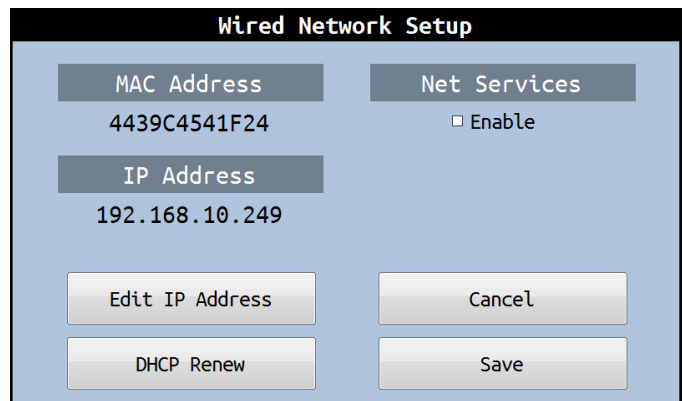 Wired Network Setup
MAC Address
4439C4541F24
IP Address
192.168.10.249
Net Services
Enable
Edit IP Address
Cancel
DHCP Renew
Save